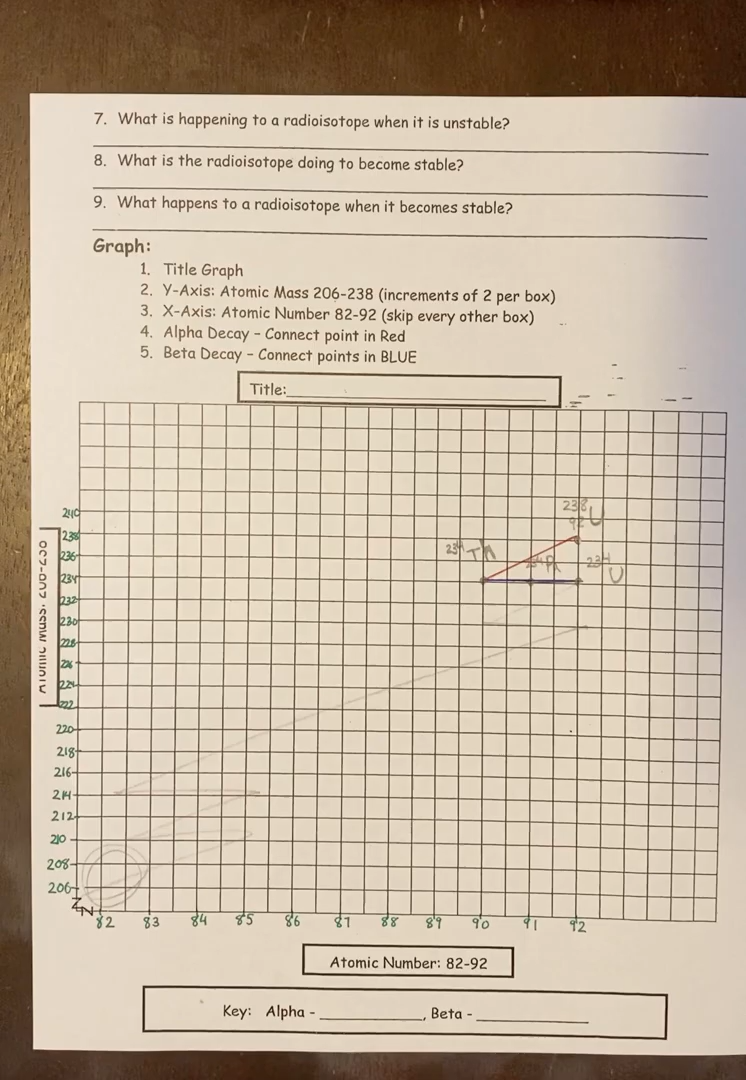 7. What is happening to a radioisotope when it is unstable?
8. What is the radioisotope doing to become stable?
9. What happens to a radioisotope when it becomes stable?
Graph:
1. Title Graph
2. Y-Axis: Atomic Mass 206-238 (increments of 2 per box)
3. X-Axis: Atomic Number 82-92 (skip every other box)
4. Alpha Decay - Connect point in Red
5. Beta Decay - Connect points in BLUE
Title:
240
238
236
234
232
230
228
226
224
222
220
218
216
214
212
210
208
206
238
92 U
234 Th
234 U
82 83 84 85 86 87 88 89 90 91 92
Atomic Number: 82-92
Key: Alpha - , Beta -